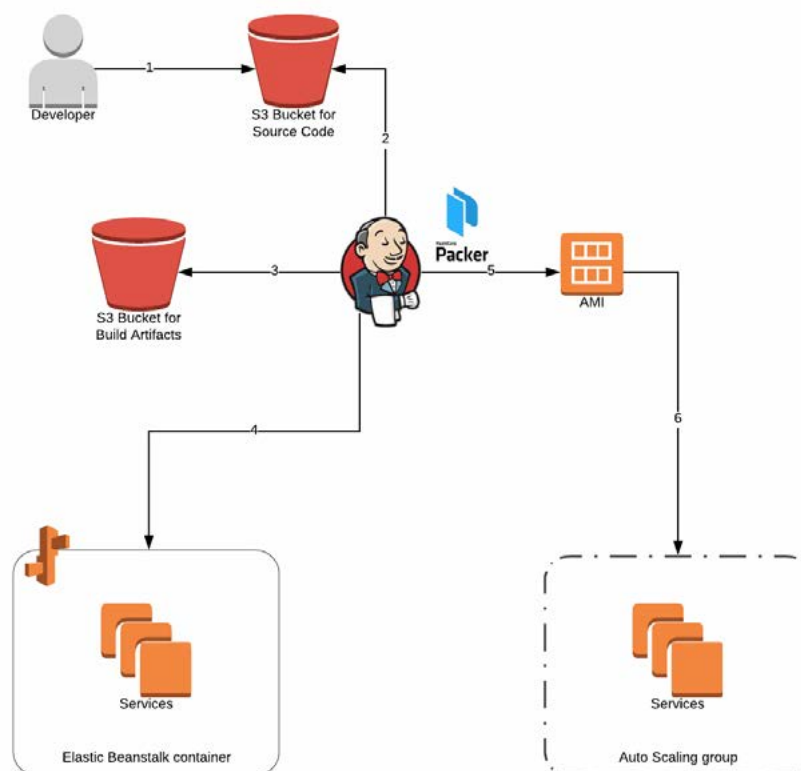 1
Developer
S3 Bucket for
Source Code
2
Packer
3
5
S3 Bucket for
Build Artifacts
AMI
4
6
Services
Elastic Beanstalk container
Services
Auto Scaling group